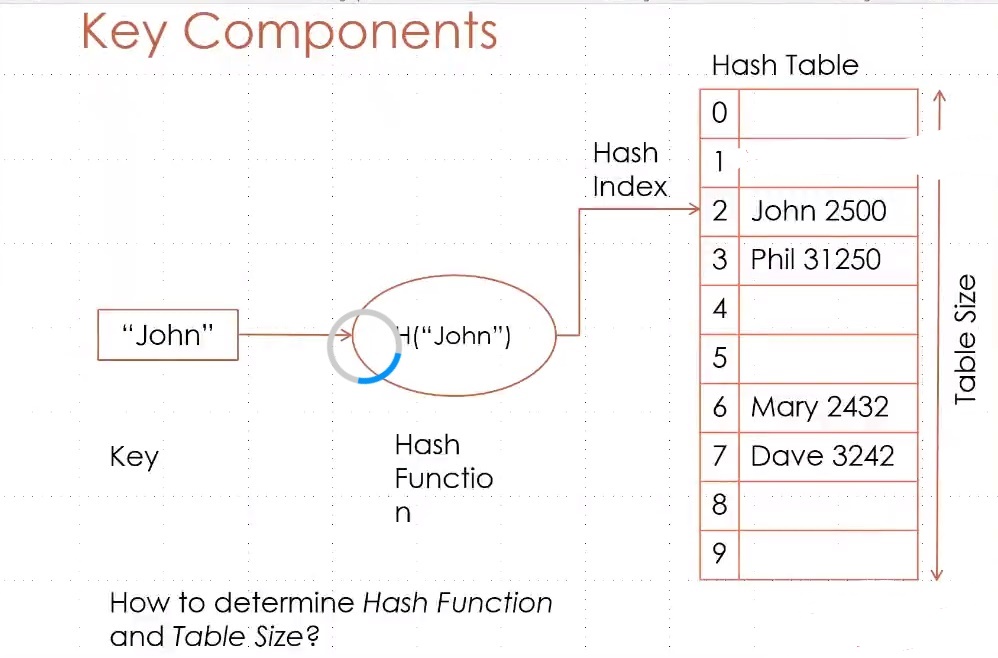 Key Components
Hash Table
0
1
Hash
Index
2 John 2500
3 Phil 31250
4
5
6 Mary 2432
7 Dave 3242
8
9
Table Size
“John”
H(“John”)
Key
Hash
Functio
n
How to determine Hash Function
and Table Size?